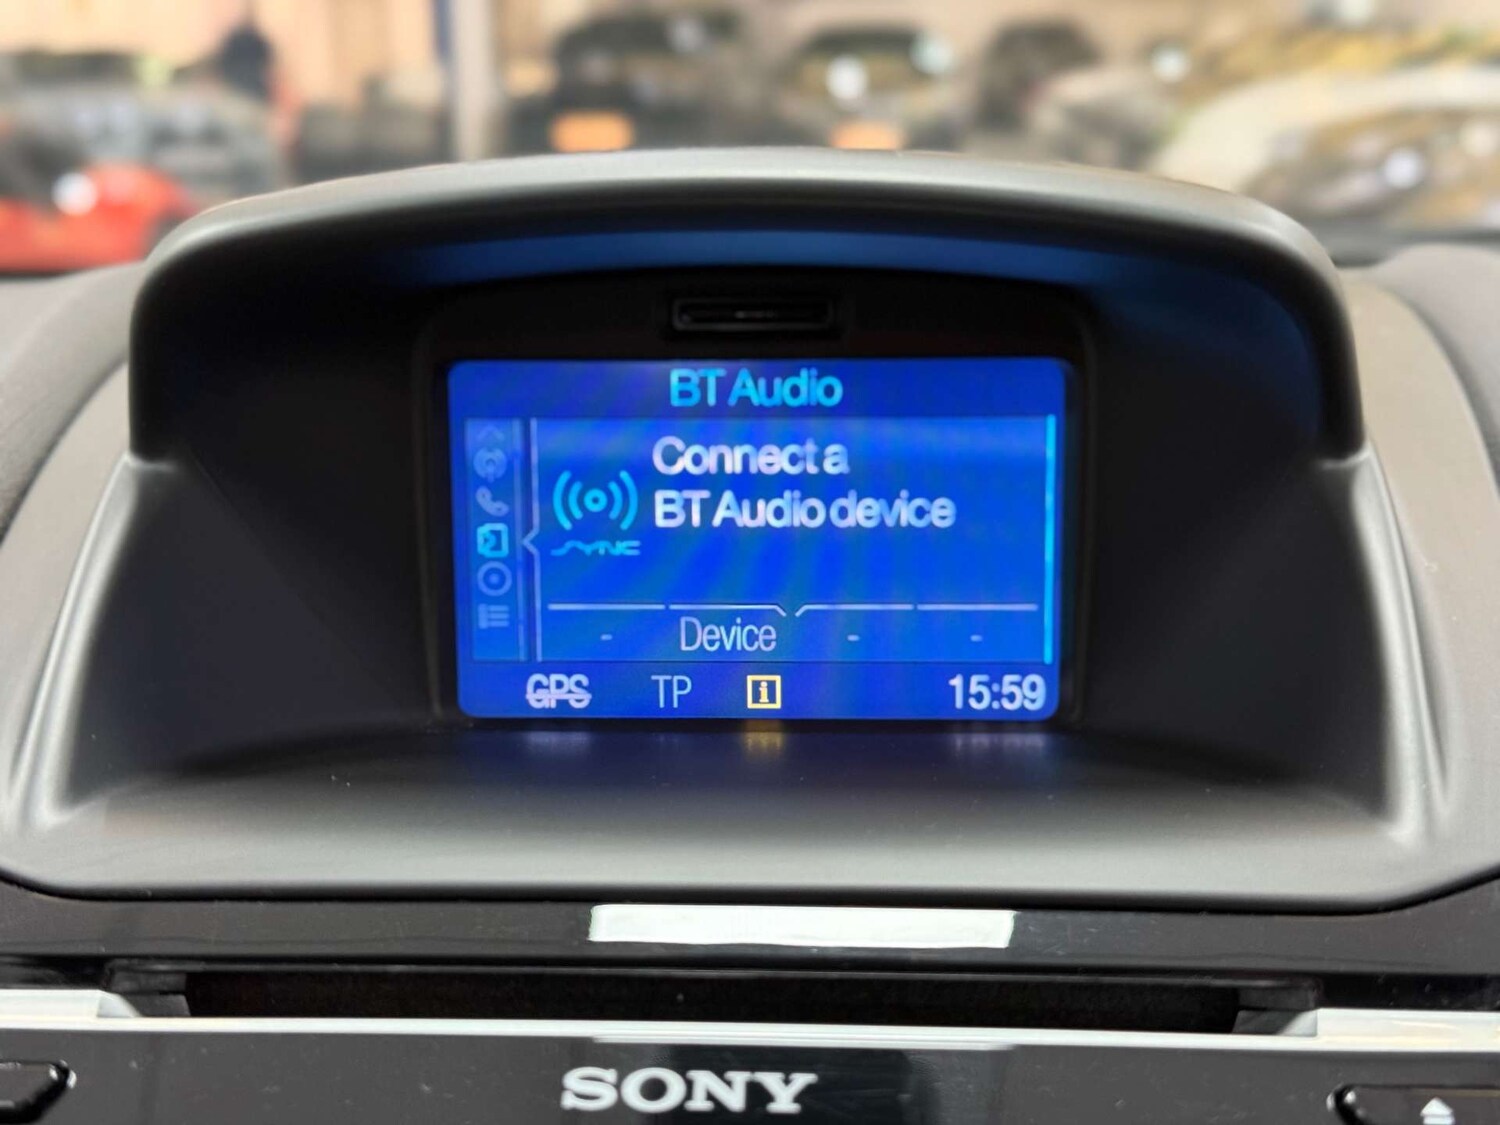 BT Audio
Connect a
BT Audio device
SYNC
- Device - -
GPS TP i 15:59
SONY